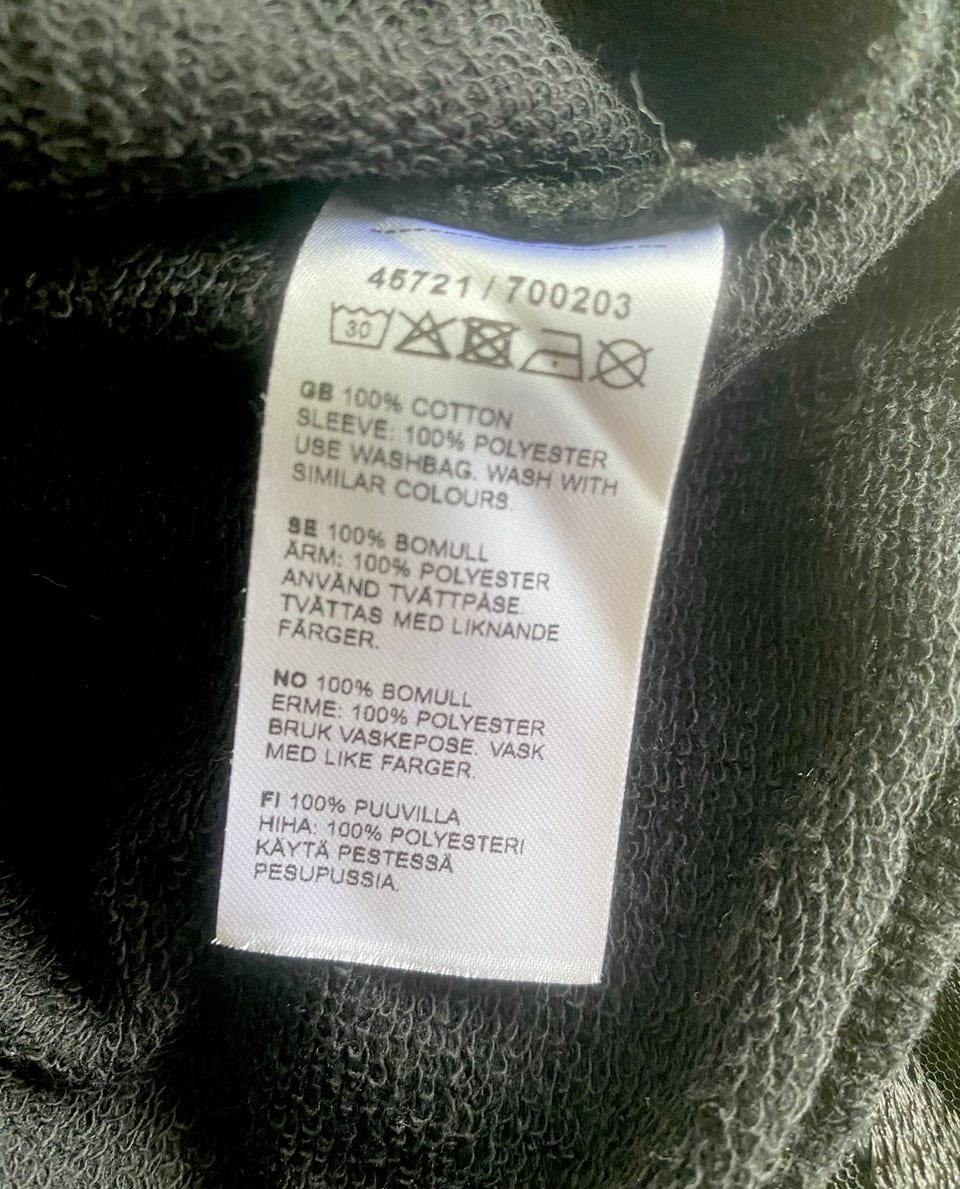 45721 / 700203
30
GB 100% COTTON
SLEEVE: 100% POLYESTER
USE WASHBAG. WASH WITH
SIMILAR COLOURS.
SE 100% BOMULL
ÄRM: 100% POLYESTER
ANVÄND TVÄTTPÅSE.
TVÄTTAS MED LIKNANDE
FÄRGER.
NO 100% BOMULL
ERME: 100% POLYESTER
BRUK VASKEPOSE. VASK
MED LIKE FARGER.
FI 100% PUUVILLA
HIHA: 100% POLYESTERI
KÄYTÄ PESTESSÄ
PESUPUSSIA.